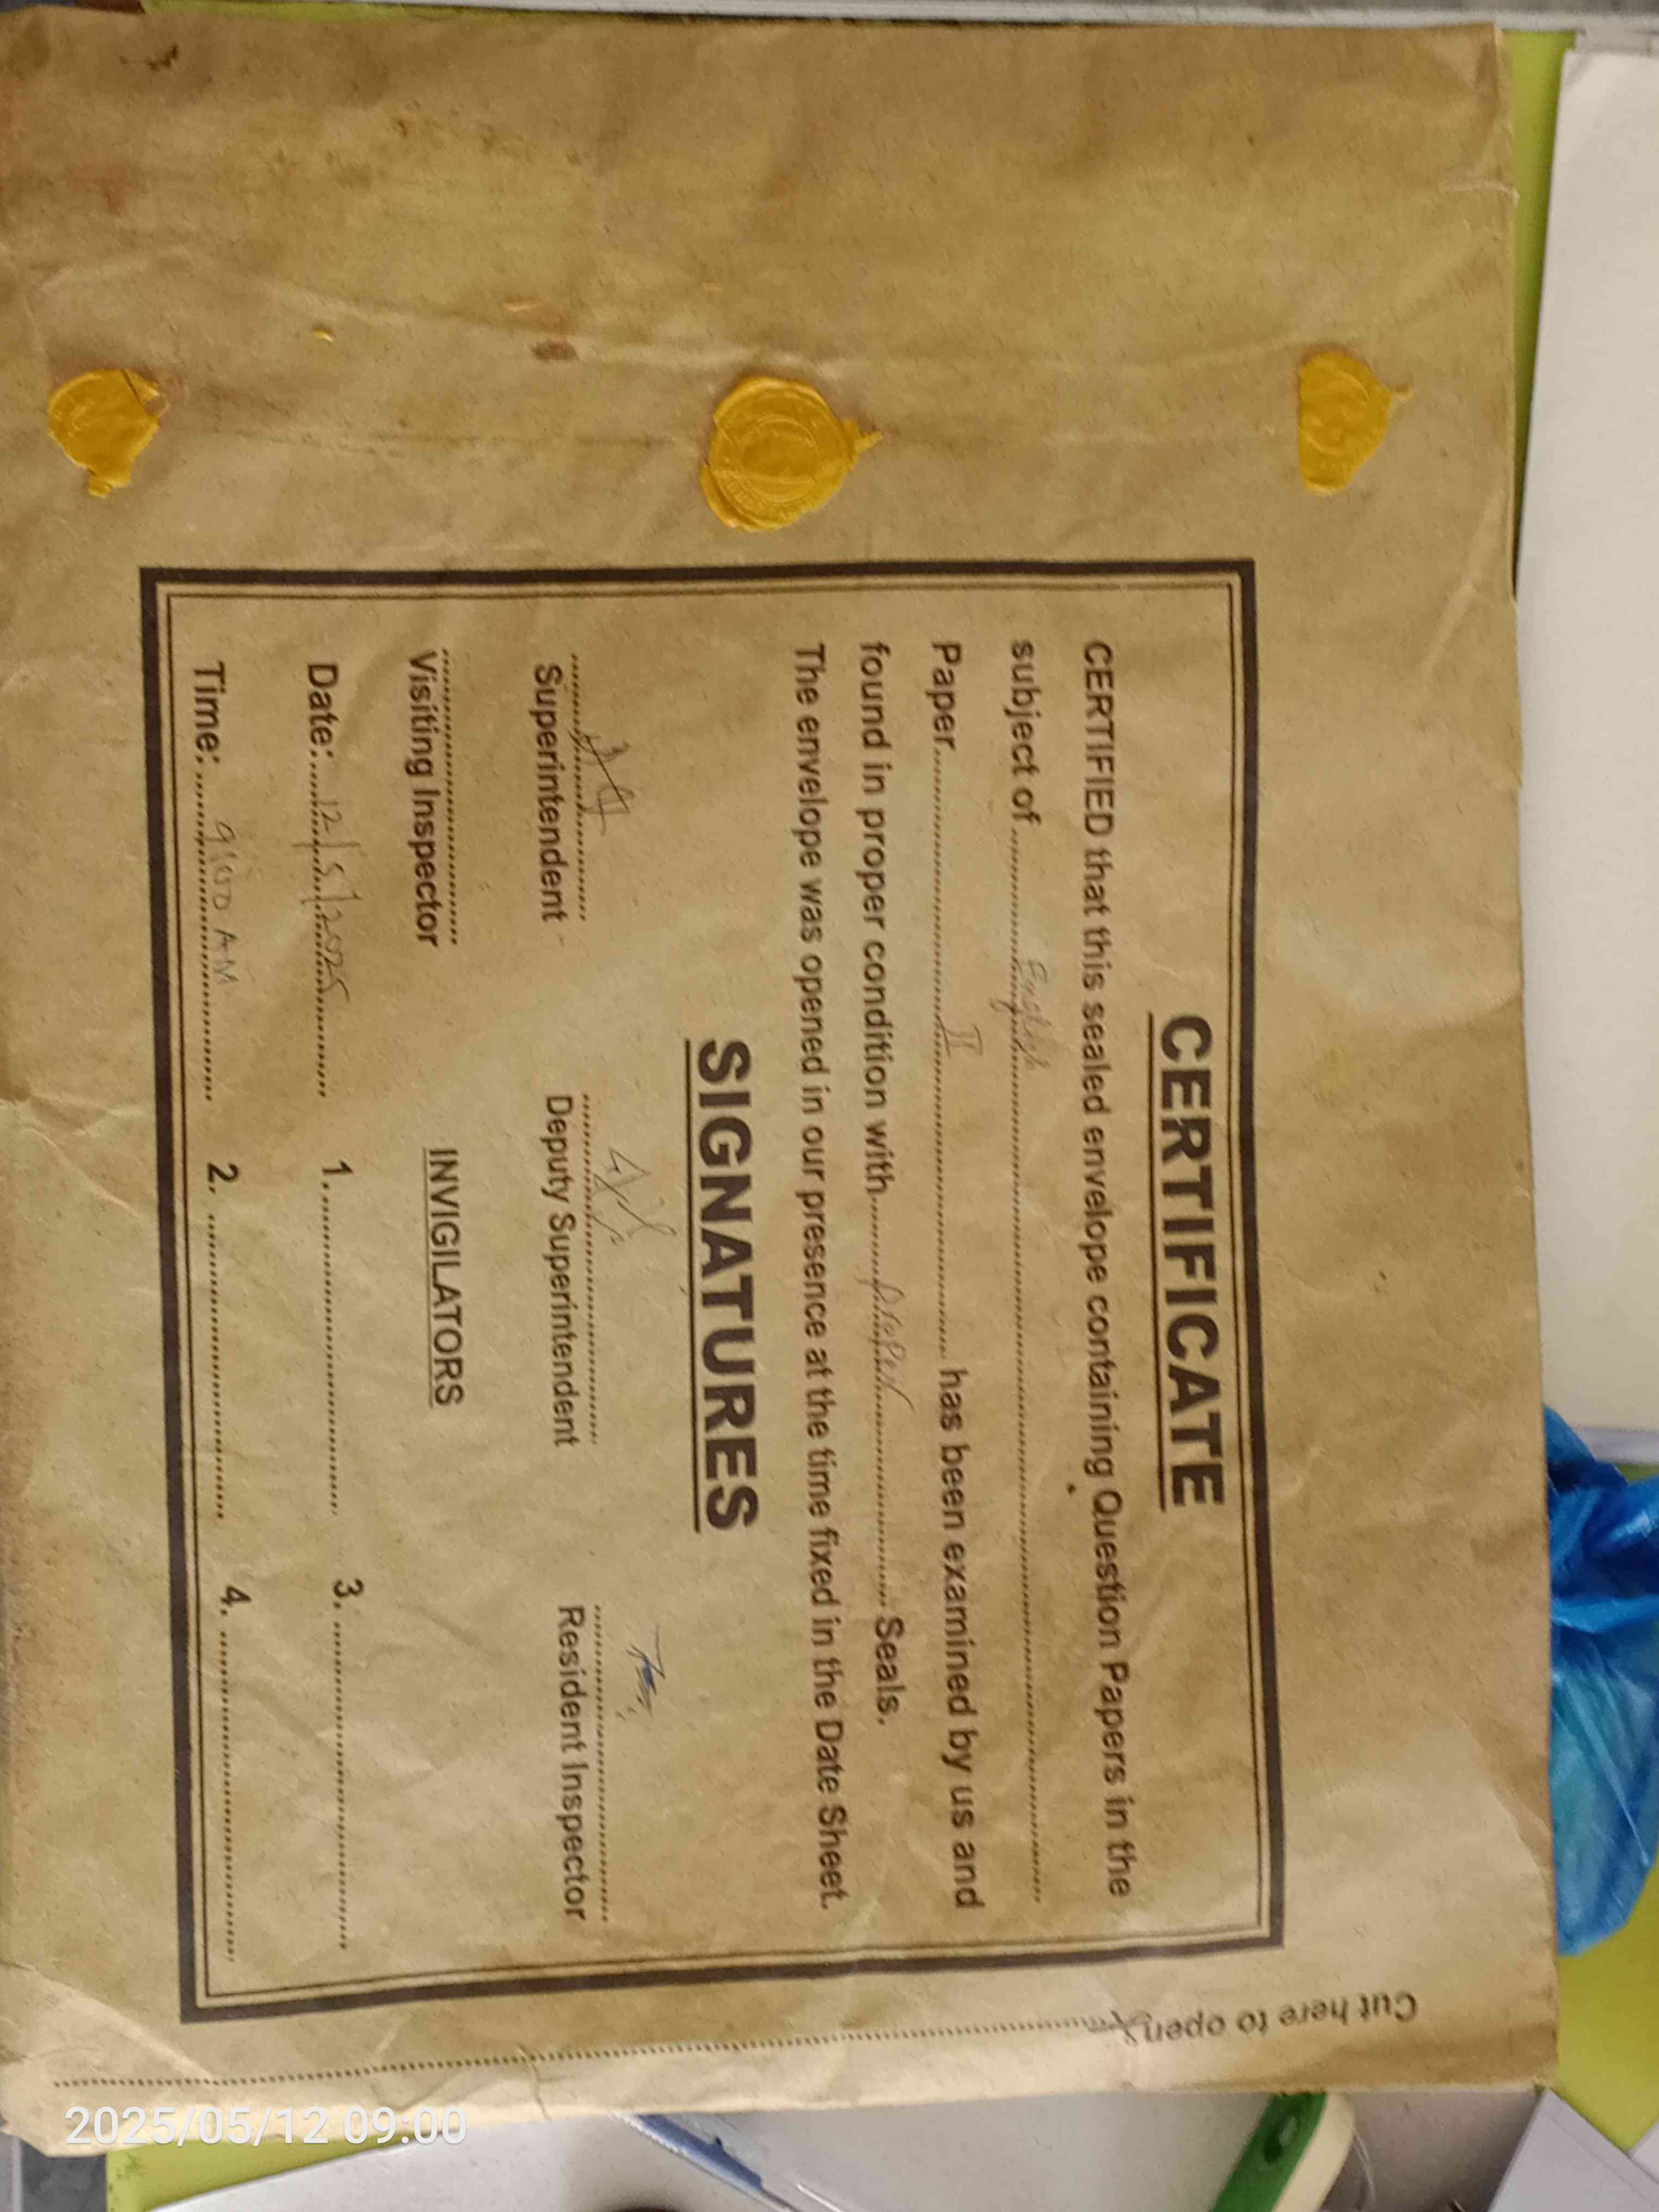 CERTIFICATE
CERTIFIED that this sealed envelope containing Question Papers in the
subject of ............ English ............
Paper............ II ............ has been examined by us and
found in proper condition with............ ............ Seals.
The envelope was opened in our presence at the time fixed in the Date Sheet.
SIGNATURES
Superintendent
Deputy Superintendent
Resident Inspector
Visiting Inspector
INVIGILATORS
Date:..... 12/5/2025 .....
1. ............
3. ............
Time: ..... 9:00 AM .....
2. ............
4. ............
Cut here to open
2025/05/12 09:00